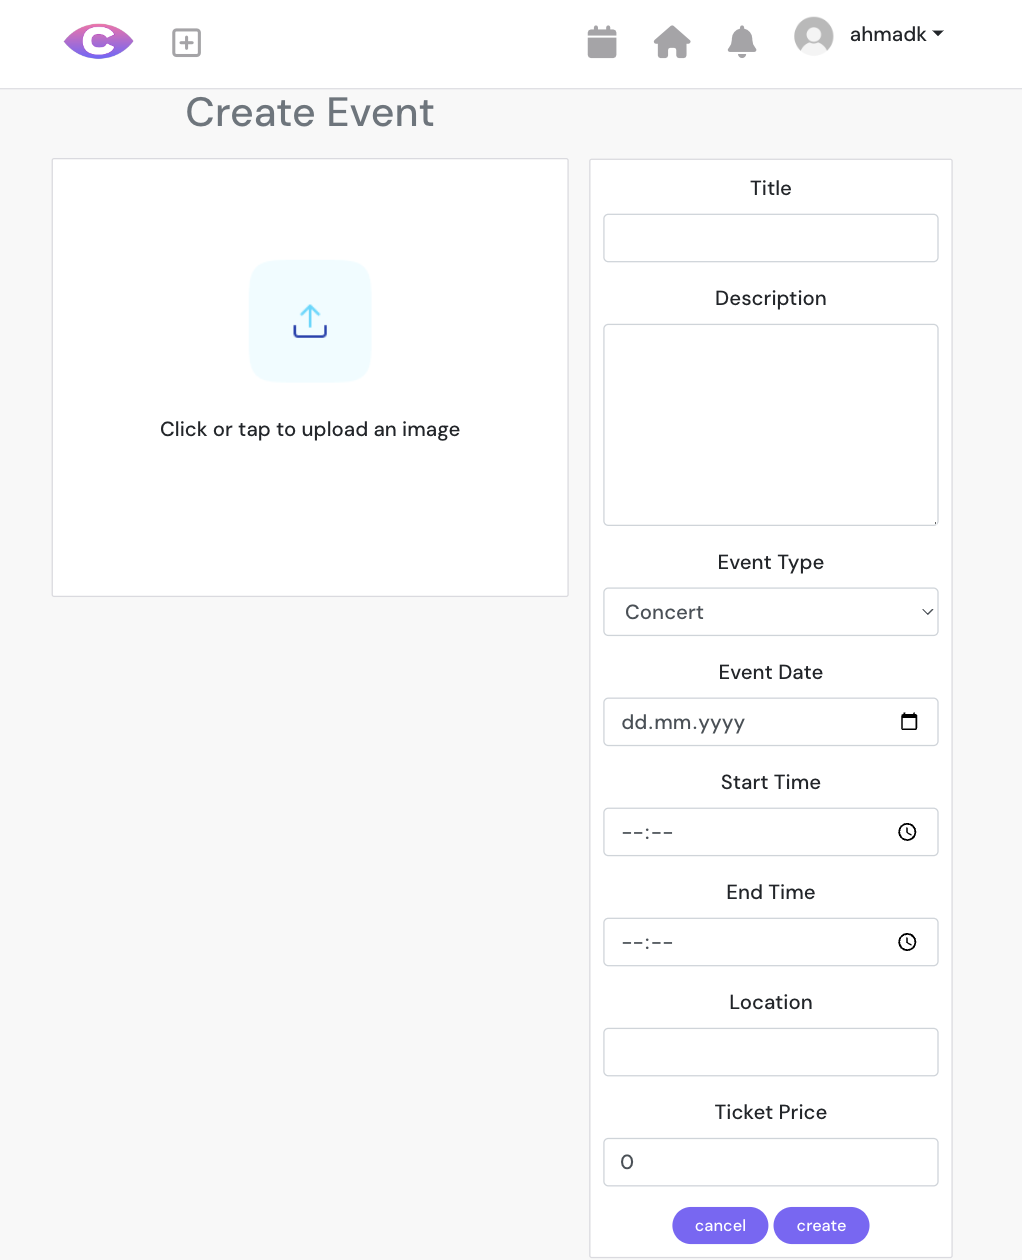 C
ahmadk
Create Event
Click or tap to upload an image
Title
Description
Event Type
Concert
Event Date
dd.mm.yyyy
Start Time
--:--
End Time
--:--
Location
Ticket Price
0
cancel create